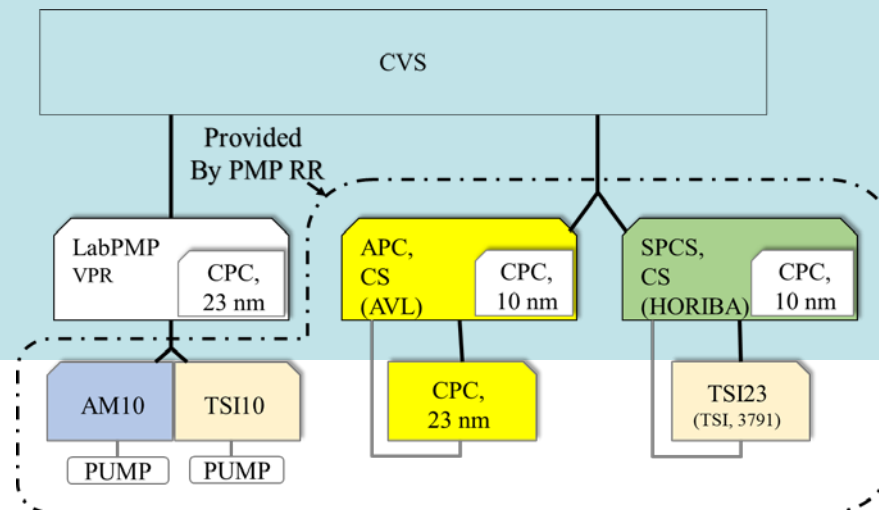 CVS
Provided
By PMP RR
LabPMP
VPR
CPC,
23 nm
APC,
CS
(AVL)
CPC,
10 nm
SPCS,
CS
(HORIBA)
CPC,
10 nm
AM10
TSI10
CPC,
23 nm
TSI23
(TSI, 3791)
PUMP
PUMP